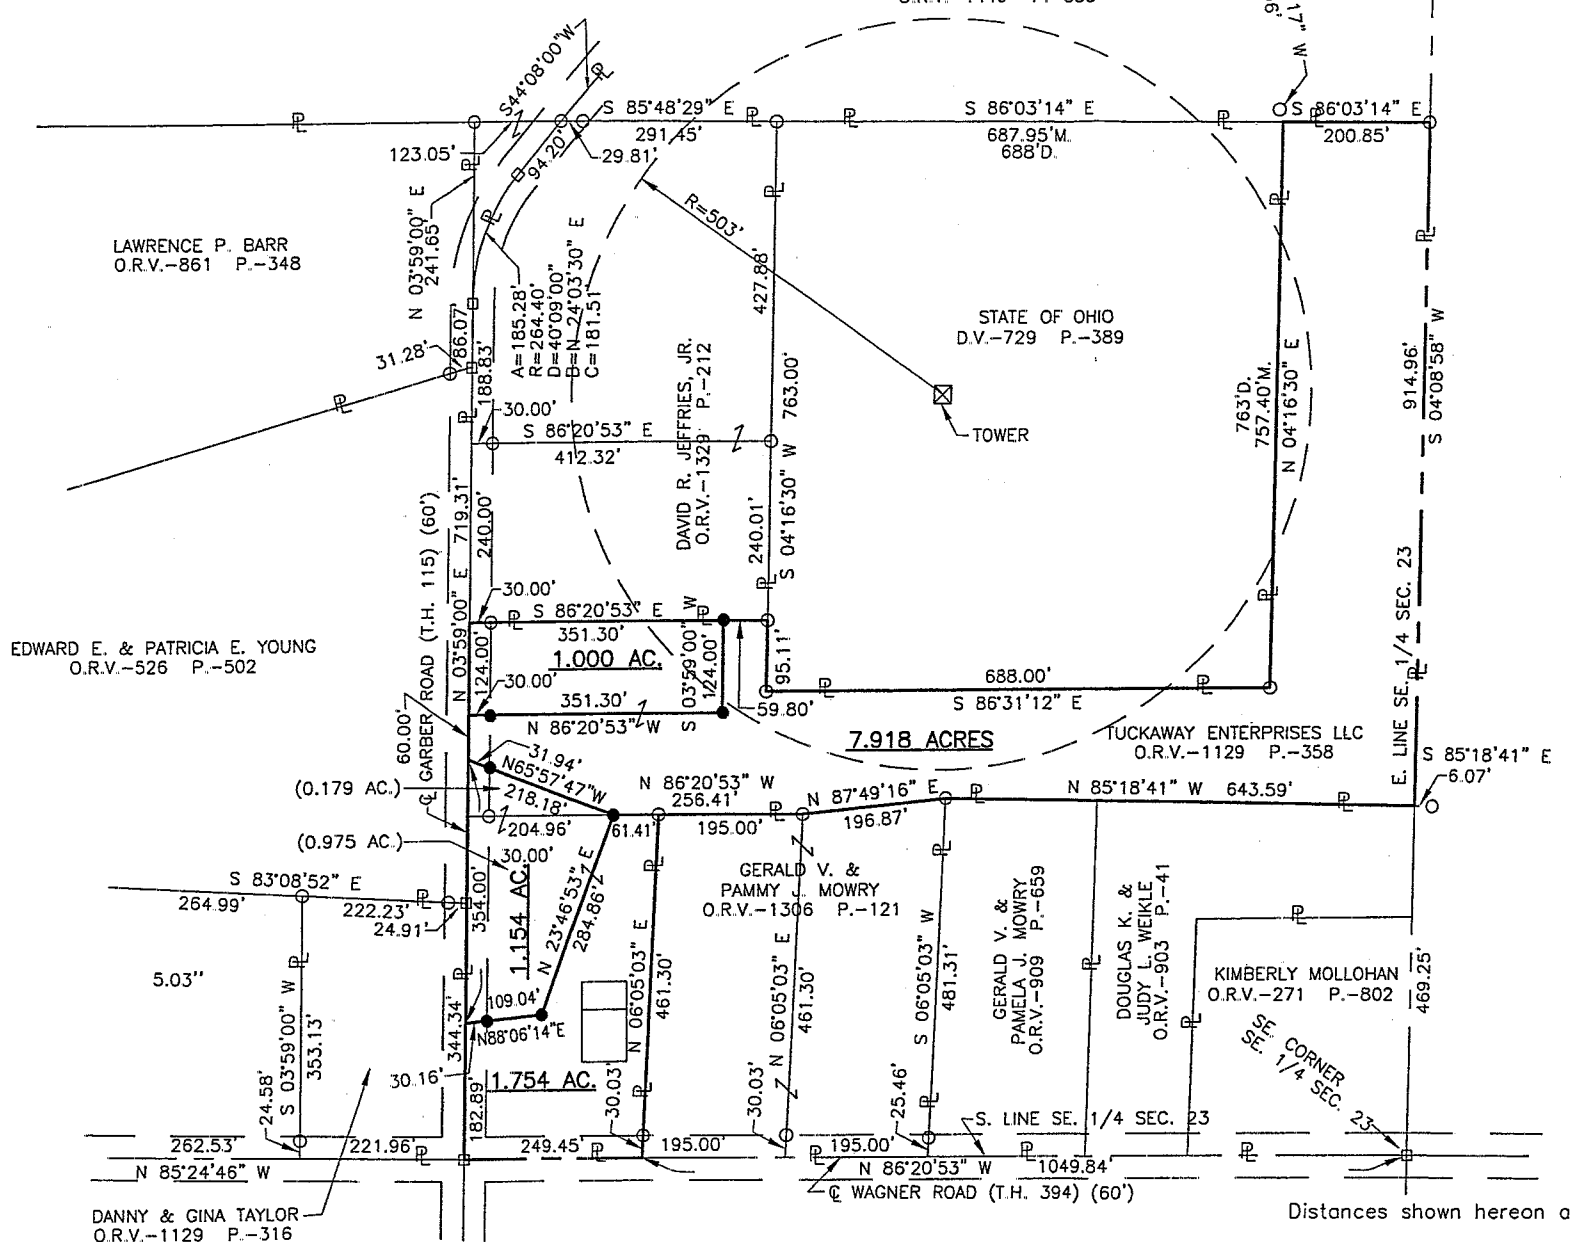 17" W
S44°08'00"W
S 85°48'29" E
291.45'
S 86°03'14" E
687.95'M.
688'D.
S 86°03'14" E
200.85'
123.05'
94.20'
29.81'
N 03°59'00" E
241.65'
LAWRENCE P. BARR
O.R.V.-861 P.-348
R=503'
427.88'
A=185.28'
R=264.40'
D=40°09'00"
B=N 24°03'30" E
C=181.51'
STATE OF OHIO
D.V.-729 P.-389
TOWER
86.07'
31.28'
188.83'
30.00'
S 86°20'53" E
412.32'
DAVID R. JEFFRIES, JR.
O.R.V.-1329 P.-212
763.00'
S 04°16'30" W
240.01'
763'D.
757.40'M.
N 04°16'30" E
914.96'
S 04°08'58" W
719.31'
240.00'
N 03°59'00" E
GARBER ROAD (T.H. 115) (60')
EDWARD E. & PATRICIA E. YOUNG
O.R.V.-526 P.-502
30.00'
S 86°20'53" E
351.30'
1.000 AC.
124.00'
S 03°59'00" W
124.00'
30.00'
351.30'
N 86°20'53" W
95.11'
59.80'
688.00'
S 86°31'12" E
E. LINE SE. 1/4 SEC. 23
7.918 ACRES
TUCKAWAY ENTERPRISES LLC
O.R.V.-1129 P.-358
S 85°18'41" E
6.07'
60.00'
31.94'
N65°57'47"W
218.18'
(0.179 AC.)
204.96'
61.41'
N 86°20'53" W
256.41'
195.00'
N 87°49'16" E
196.87'
N 85°18'41" W 643.59'
(0.975 AC.)
30.00'
1.154 AC.
354.00'
N 23°46'53" E
284.86'
S 83°08'52" E
264.99'
222.23'
24.91'
GERALD V. &
PAMMY J. MOWRY
O.R.V.-1306 P.-121
GERALD V. &
PAMELA J. MOWRY
O.R.V.-909 P.-659
DOUGLAS K. &
JUDY L. WEIKLE
O.R.V.-903 P.-41
KIMBERLY MOLLOHAN
O.R.V.-271 P.-802
469.25'
5.03"
S 03°59'00" W
353.13'
24.58'
344.34'
109.04'
N88°06'14"E
30.16'
182.89'
1.754 AC.
N 06°05'03" E
461.30'
30.03'
N 06°05'03" E
461.30'
30.03'
S 06°05'03" W
481.31'
25.46'
SE. CORNER
SE. 1/4 SEC. 23
S. LINE SE. 1/4 SEC. 23
262.53'
221.96'
249.45'
195.00'
195.00'
N 85°24'46" W
N 86°20'53" W
1049.84'
WAGNER ROAD (T.H. 394) (60')
DANNY & GINA TAYLOR
O.R.V.-1129 P.-316
Distances shown hereon a